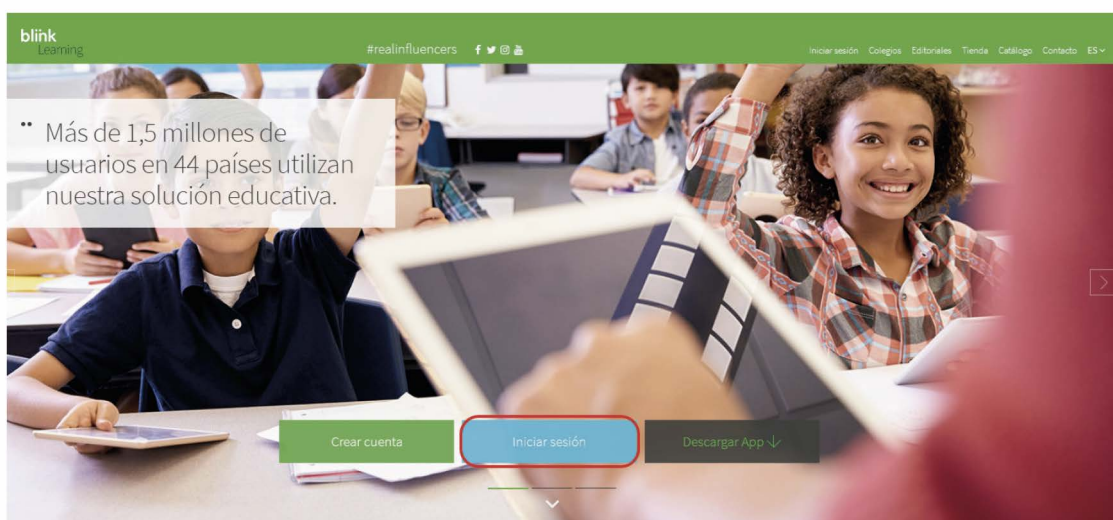 blink
Learning
#realinfluencers
Iniciar sesión Colegios Editoriales Tienda Catálogo Contacto ES
Más de 1,5 millones de
usuarios en 44 países utilizan
nuestra solución educativa.
Crear cuenta
Iniciar sesión
Descargar App